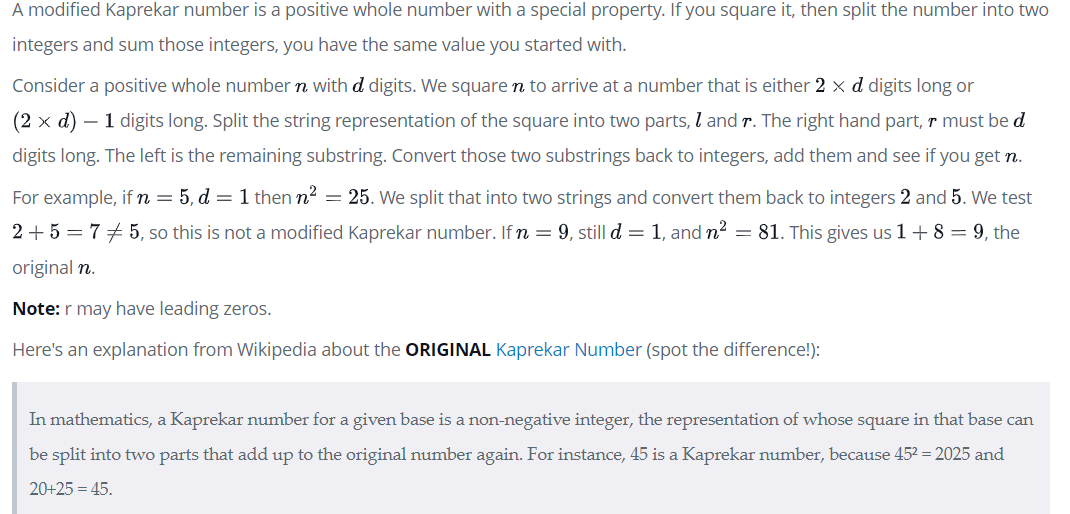 A modified Kaprekar number is a positive whole number with a special property. If you square it, then split the number into two
integers and sum those integers, you have the same value you started with.
Consider a positive whole number n with d digits. We square n to arrive at a number that is either 2 × d digits long or
(2 × d) − 1 digits long. Split the string representation of the square into two parts, l and r. The right hand part, r must be d
digits long. The left is the remaining substring. Convert those two substrings back to integers, add them and see if you get n.
For example, if n = 5, d = 1 then n² = 25. We split that into two strings and convert them back to integers 2 and 5. We test
2 + 5 = 7 ≠ 5, so this is not a modified Kaprekar number. If n = 9, still d = 1, and n² = 81. This gives us 1 + 8 = 9, the
original n.
Note: r may have leading zeros.
Here's an explanation from Wikipedia about the ORIGINAL Kaprekar Number (spot the difference!):
In mathematics, a Kaprekar number for a given base is a non-negative integer, the representation of whose square in that base can
be split into two parts that add up to the original number again. For instance, 45 is a Kaprekar number, because 45² = 2025 and
20+25 = 45.